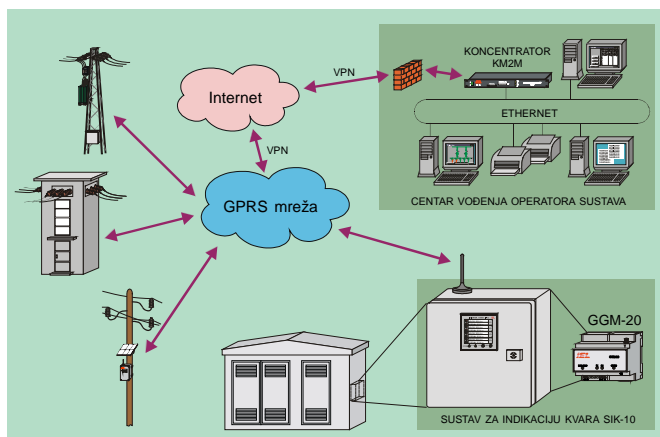 KONCENTRATOR
KM2M
VPN
Internet
ETHERNET
VPN
CENTAR VOĐENJA OPERATORA SUSTAVA
GPRS mreža
GGM-20
SUSTAV ZA INDIKACIJU KVARA SIK-10